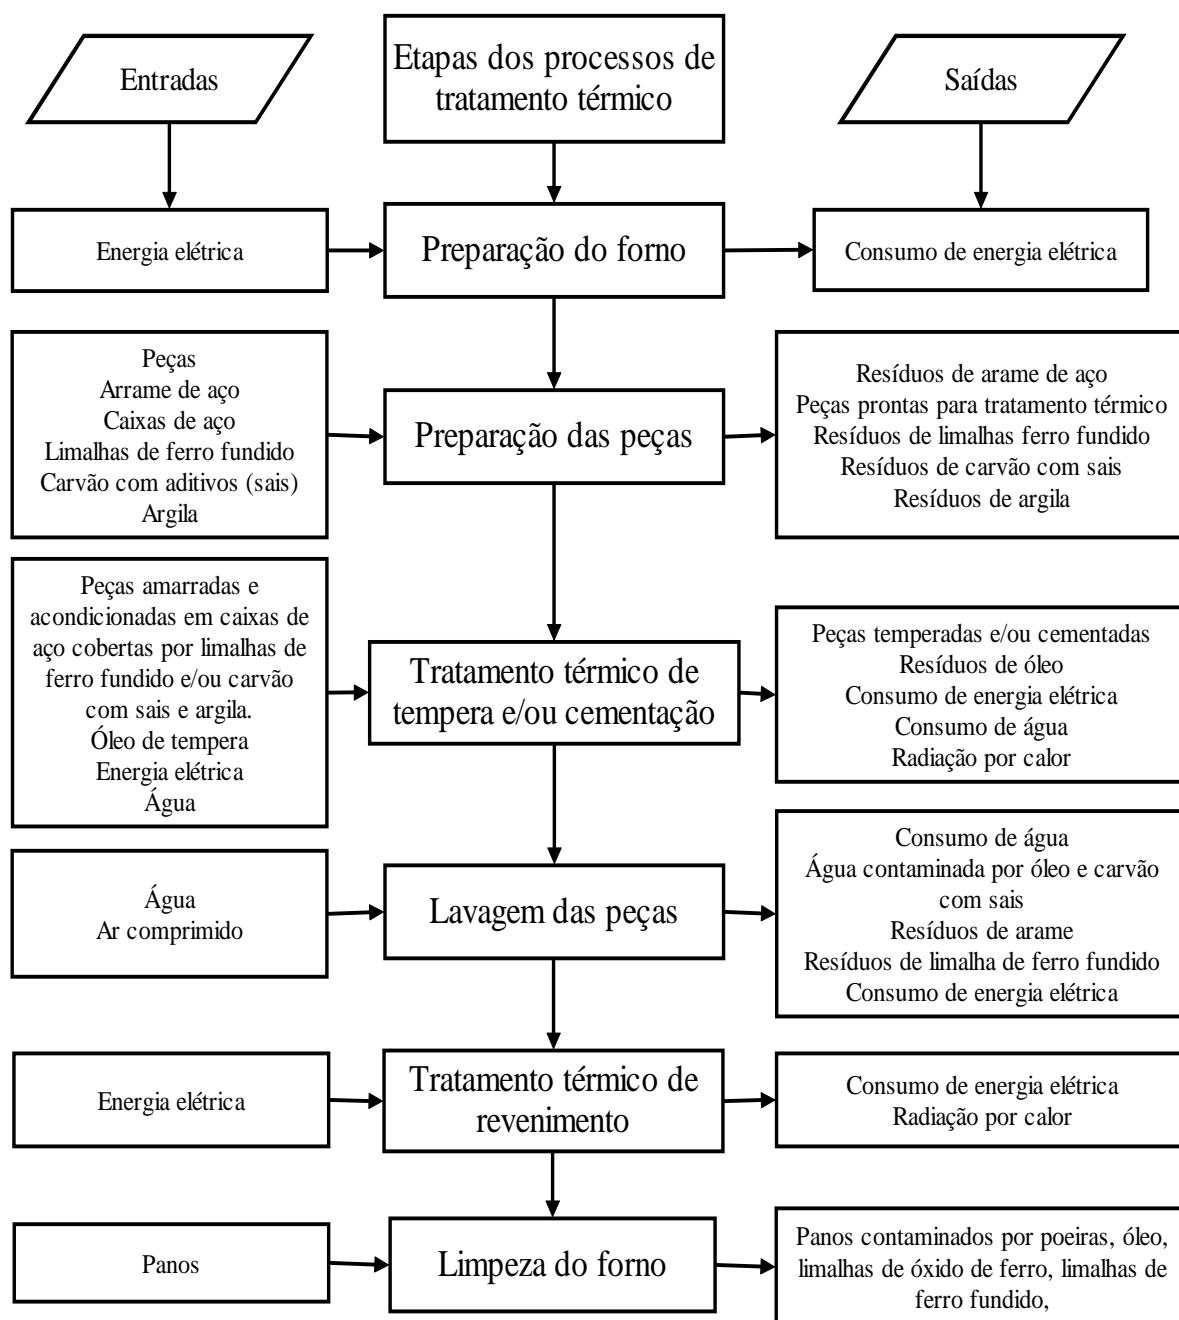 Entradas
Etapas dos processos de
tratamento térmico
Saídas
Energia elétrica
Preparação do forno
Consumo de energia elétrica
Peças
Arrame de aço
Caixas de aço
Limalhas de ferro fundido
Carvão com aditivos (sais)
Argila
Preparação das peças
Resíduos de arame de aço
Peças prontas para tratamento térmico
Resíduos de limalhas ferro fundido
Resíduos de carvão com sais
Resíduos de argila
Peças amarradas e
acondicionadas em caixas de
aço cobertas por limalhas de
ferro fundido e/ou carvão
com sais e argila.
Óleo de tempera
Energia elétrica
Água
Tratamento térmico de
tempera e/ou cementação
Peças temperadas e/ou cementadas
Resíduos de óleo
Consumo de energia elétrica
Consumo de água
Radiação por calor
Água
Ar comprimido
Lavagem das peças
Consumo de água
Água contaminada por óleo e carvão
com sais
Resíduos de arame
Resíduos de limalha de ferro fundido
Consumo de energia elétrica
Energia elétrica
Tratamento térmico de
revenimento
Consumo de energia elétrica
Radiação por calor
Panos
Limpeza do forno
Panos contaminados por poeiras, óleo,
limalhas de óxido de ferro, limalhas de
ferro fundido,